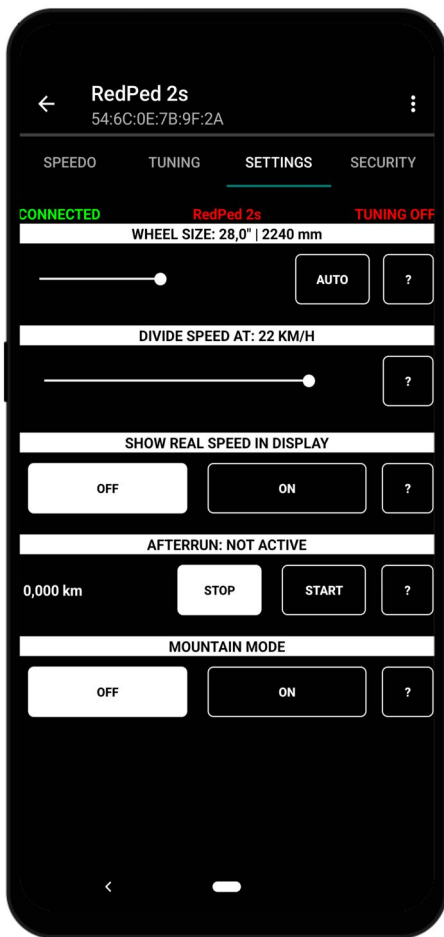 RedPed 2s
54:6C:0E:7B:9F:2A
SPEEDO TUNING SETTINGS SECURITY
CONNECTED RedPed 2s TUNING OFF
WHEEL SIZE: 28,0" | 2240 mm
AUTO ?
DIVIDE SPEED AT: 22 KM/H
?
SHOW REAL SPEED IN DISPLAY
OFF ON ?
AFTERRUN: NOT ACTIVE
0,000 km STOP START ?
MOUNTAIN MODE
OFF ON ?